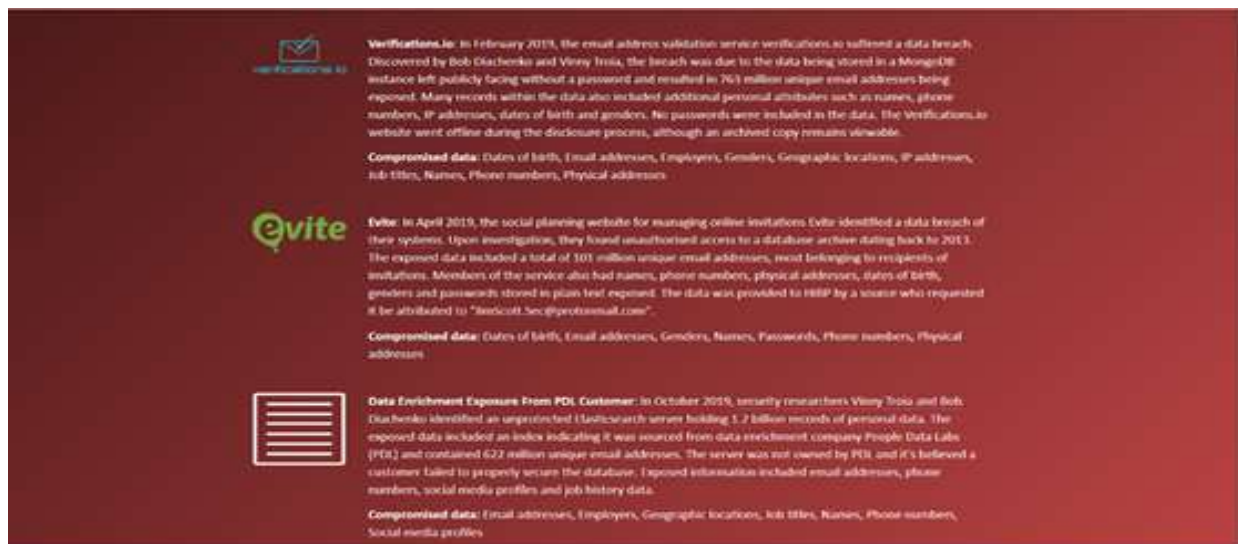 verifications.io
Verifications.io: In February 2019, the email address validation service verifications.io suffered a data breach.
Discovered by Bob Diachenko and Vinny Troia, the breach was due to the data being stored in a MongoDB
instance left publicly facing without a password and resulted in 763 million unique email addresses being
exposed. Many records within the data also included additional personal attributes such as names, phone
numbers, IP addresses, dates of birth and genders. No passwords were included in the data. The Verifications.io
website went offline during the disclosure process, although an archived copy remains viewable.
Compromised data: Dates of birth, Email addresses, Employers, Genders, Geographic locations, IP addresses,
Job titles, Names, Phone numbers, Physical addresses
evite
Evite: In April 2019, the social planning website for managing online invitations Evite identified a data breach of
their systems. Upon investigation, they found unauthorised access to a database archive dating back to 2013.
The exposed data included a total of 101 million unique email addresses, most belonging to recipients of
invitations. Members of the service also had names, phone numbers, physical addresses, dates of birth,
genders and passwords stored in plain text exposed. The data was provided to HIBP by a source who requested
it be attributed to "JimScott.Sec@protonmail.com".
Compromised data: Dates of birth, Email addresses, Genders, Names, Passwords, Phone numbers, Physical
addresses
Data Enrichment Exposure From PDL Customer: In October 2019, security researchers Vinny Troia and Bob
Diachenko identified an unprotected Elasticsearch server holding 1.2 billion records of personal data. The
exposed data included an index indicating it was sourced from data enrichment company People Data Labs
(PDL) and contained 622 million unique email addresses. The server was not owned by PDL and it's believed a
customer failed to properly secure the database. Exposed information included email addresses, phone
numbers, social media profiles and job history data.
Compromised data: Email addresses, Employers, Geographic locations, Job titles, Names, Phone numbers,
Social media profiles